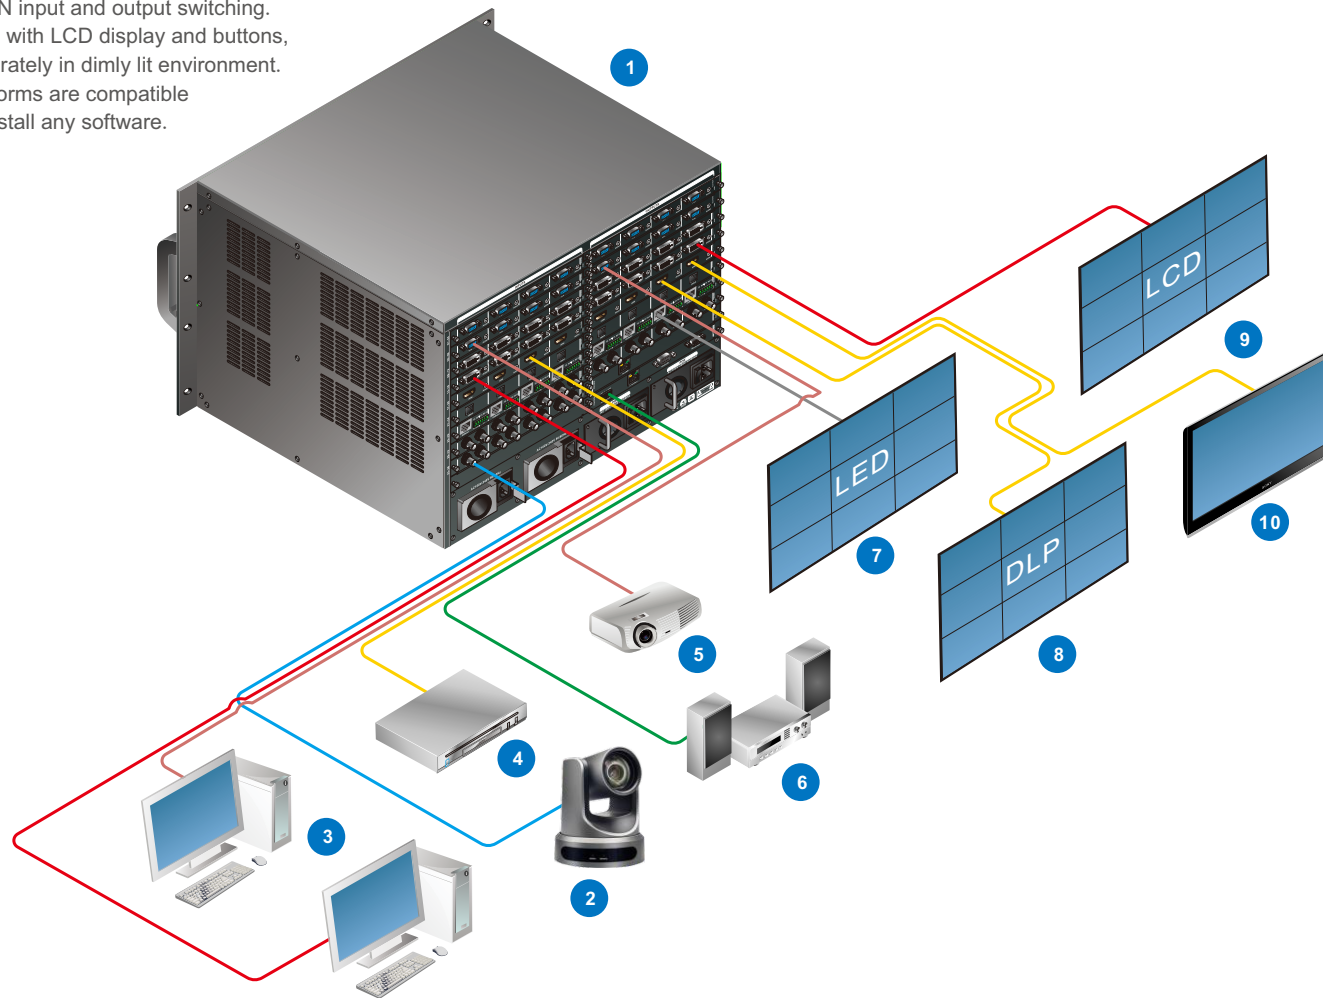 N input and output switching.
with LCD display and buttons,
rately in dimly lit environment.
orms are compatible
stall any software.
1
LCD
9
LED
10
7
DLP
5
8
4
6
3
2